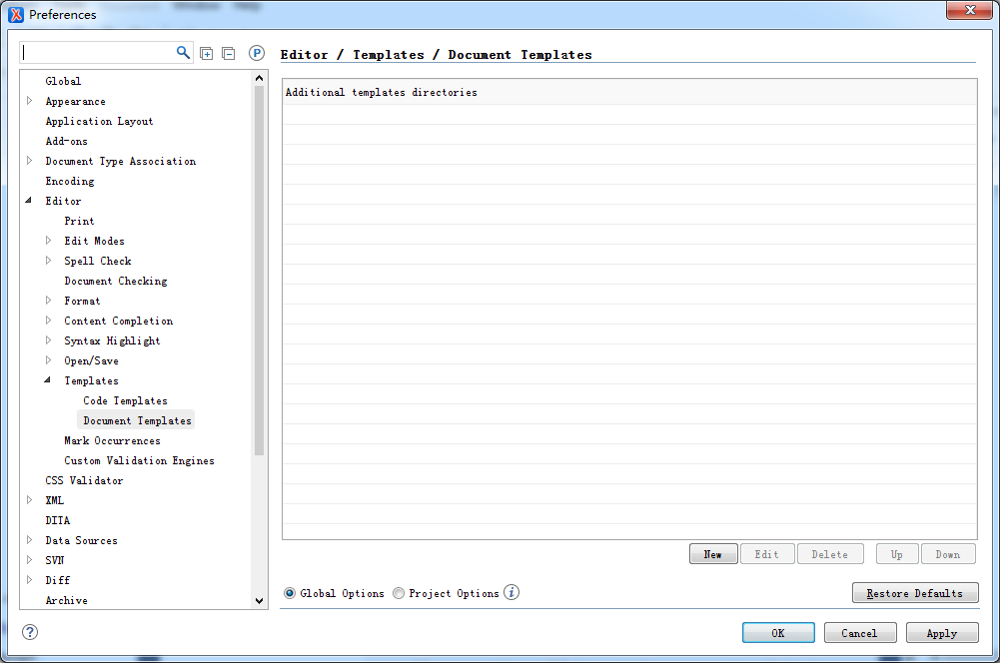 Preferences
P
Editor / Templates / Document Templates
Global
Appearance
Application Layout
Add-ons
Document Type Association
Encoding
Editor
Print
Edit Modes
Spell Check
Document Checking
Format
Content Completion
Syntax Highlight
Open/Save
Templates
Code Templates
Document Templates
Mark Occurrences
Custom Validation Engines
CSS Validator
XML
DITA
Data Sources
SVN
Diff
Archive
Additional templates directories
New Edit Delete Up Down
Global Options Project Options i
Restore Defaults
? OK Cancel Apply